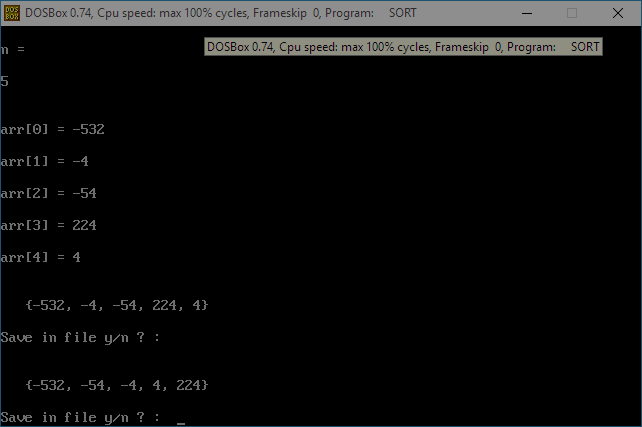 DOS
BOX
DOSBox 0.74, Cpu speed: max 100% cycles, Frameskip 0, Program: SORT
DOSBox 0.74, Cpu speed: max 100% cycles, Frameskip 0, Program: SORT
n =
5
arr[0] = -532
arr[1] = -4
arr[2] = -54
arr[3] = 224
arr[4] = 4
{-532, -4, -54, 224, 4}
Save in file y/n ? :
{-532, -54, -4, 4, 224}
Save in file y/n ? : _